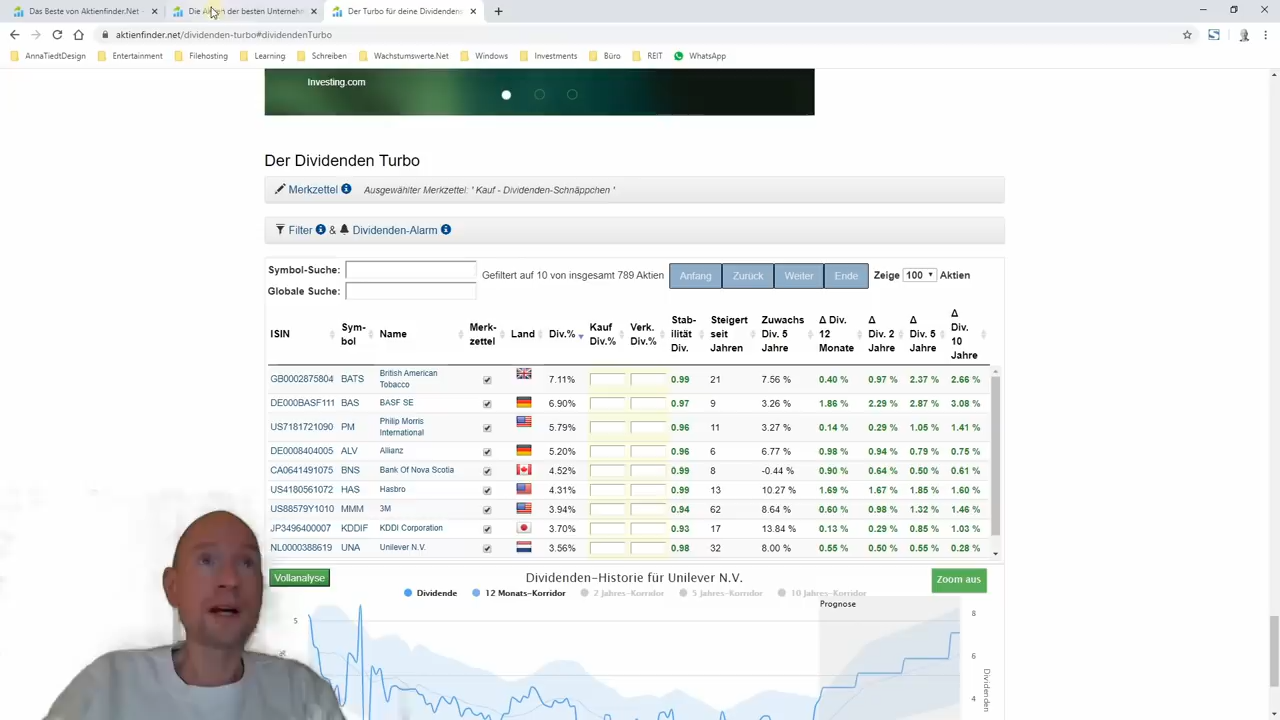 Das Beste von Aktienfinder.Net -
Die A
n der besten Unternehm
Der Turbo für deine Dividendens
aktienfinder.net/dividenden-turbo#dividendenTurbo
AnnaTiedtDesign Entertainment Filehosting Learning Schreiben Wachstumswerte.Net Windows Investments Büro REIT WhatsApp
Investing.com
Der Dividenden Turbo
Merkzettel Ausgewählter Merkzettel: ' Kauf - Dividenden-Schnäppchen '
Filter & Dividenden-Alarm
Symbol-Suche: Gefiltert auf 10 von insgesamt 789 Aktien Anfang Zurück Weiter Ende Zeige 100 Aktien
Globale Suche:
ISIN Sym-bol Name Merk-zettel Land Div.% Kauf Div.% Verk. Div.% Stab-ilität Div. Steigert seit Jahren Zuwachs Div. 5 Jahre Δ Div. 12 Monate Δ Div. 2 Jahre Δ Div. 5 Jahre Δ Div. 10 Jahre
GB0002875804 BATS British American Tobacco 7.11% 0.99 21 7.56 % 0.40 % 0.97 % 2.37 % 2.66 %
DE000BASF111 BAS BASF SE 6.90% 0.97 9 3.26 % 1.86 % 2.29 % 2.87 % 3.08 %
US7181721090 PM Philip Morris International 5.79% 0.96 11 3.27 % 0.14 % 0.29 % 1.05 % 1.41 %
DE0008404005 ALV Allianz 5.20% 0.96 6 6.77 % 0.98 % 0.94 % 0.79 % 0.75 %
CA0641491075 BNS Bank Of Nova Scotia 4.52% 0.99 8 -0.44 % 0.90 % 0.64 % 0.50 % 0.61 %
US4180561072 HAS Hasbro 4.31% 0.99 13 10.27 % 1.69 % 1.67 % 1.85 % 1.60 %
US88579Y1010 MMM 3M 3.94% 0.94 62 8.64 % 0.60 % 0.98 % 1.32 % 1.46 %
JP3496400007 KDDIF KDDI Corporation 3.70% 0.93 17 13.84 % 0.13 % 0.29 % 0.85 % 1.03 %
NL0000388619 UNA Unilever N.V. 3.56% 0.98 32 8.00 % 0.55 % 0.50 % 0.55 % 0.28 %
Vollanalyse Dividenden-Historie für Unilever N.V. Zoom aus
Dividende 12 Monats-Korridor 2 Jahres-Korridor 5 Jahres-Korridor 10 Jahres-Korridor
Prognose
5
8
6
4
Dividenden